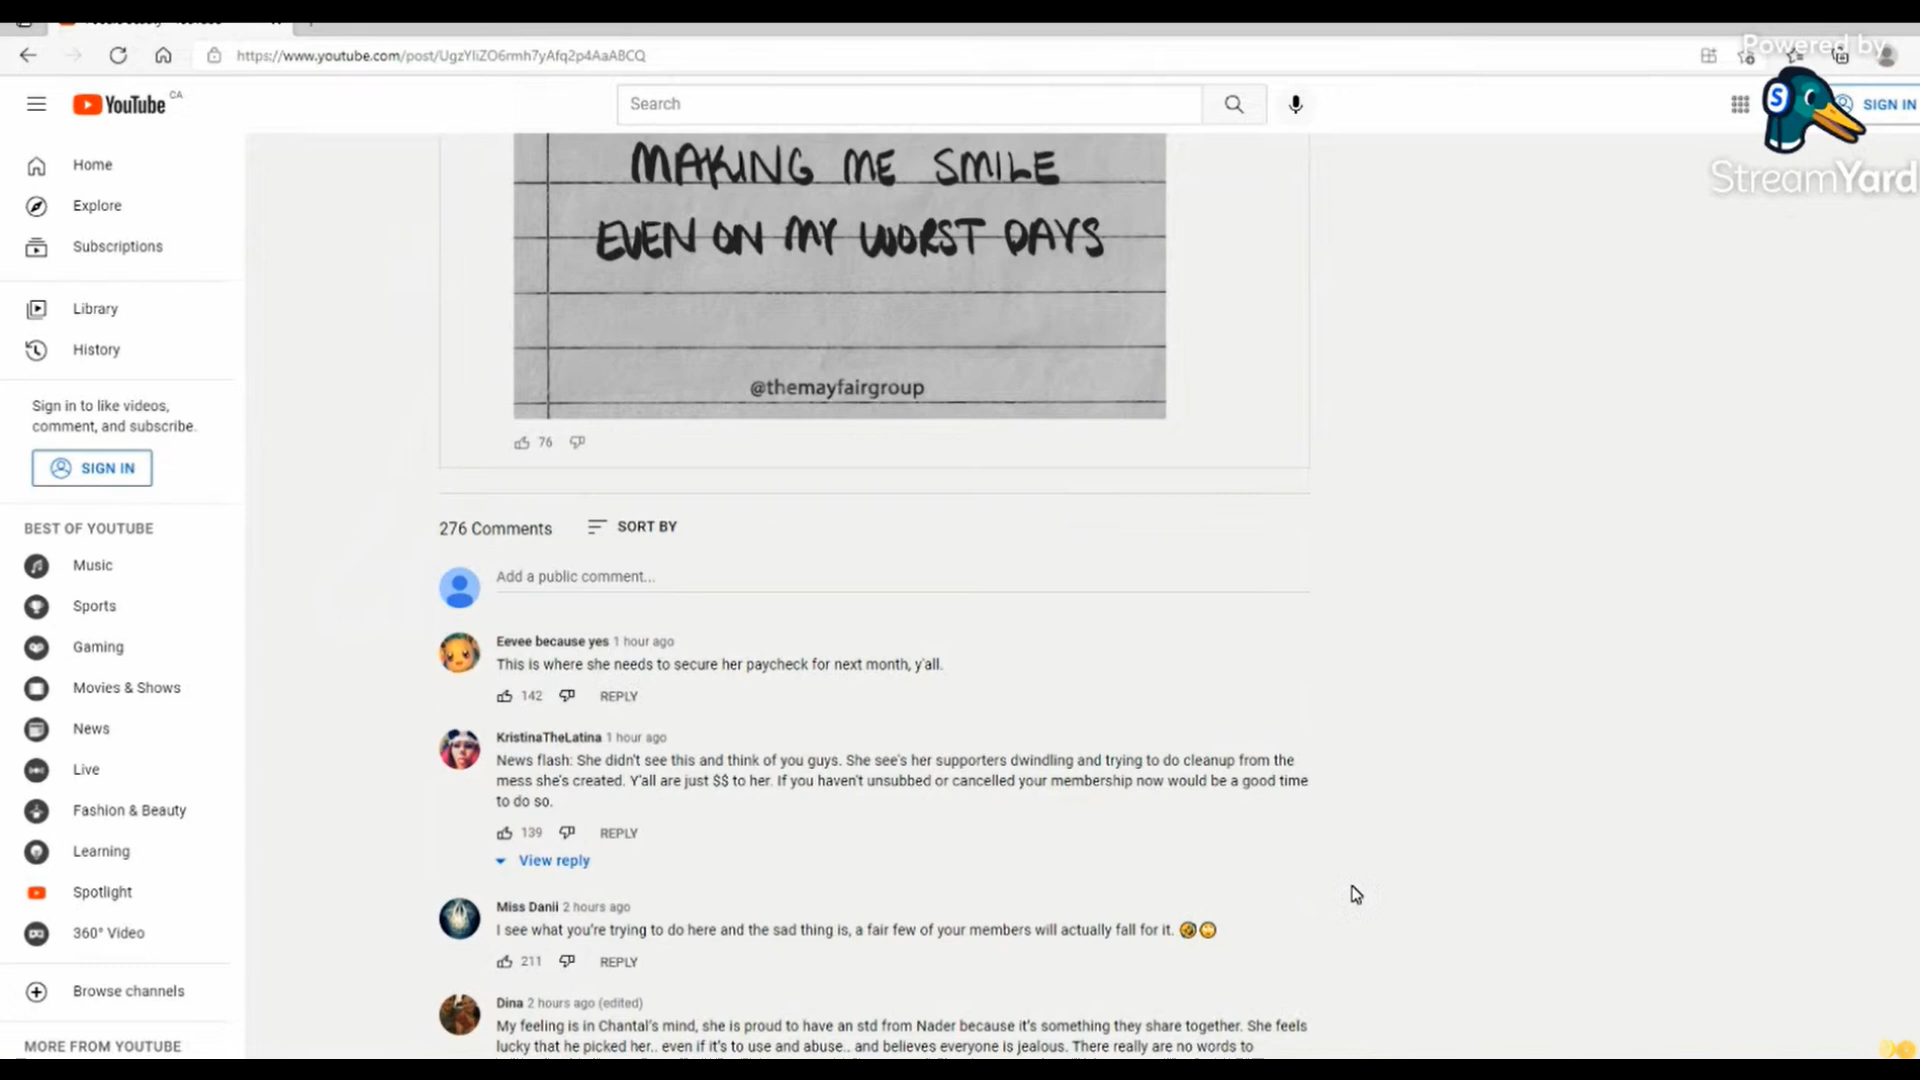 https://www.youtube.com/post/UgzYliZO6rmh7yAfq2p4AaABCQ
Powered by
YouTube CA
Search
SIGN IN
StreamYard
Home
Explore
Subscriptions
Library
History
Sign in to like videos,
comment, and subscribe.
SIGN IN
BEST OF YOUTUBE
Music
Sports
Gaming
Movies & Shows
News
Live
Fashion & Beauty
Learning
Spotlight
360° Video
Browse channels
MORE FROM YOUTUBE
MAKING ME SMILE
EVEN ON MY WORST DAYS
@themayfairgroup
76
276 Comments
SORT BY
Add a public comment...
Eevee because yes 1 hour ago
This is where she needs to secure her paycheck for next month, y'all.
142 REPLY
KristinaTheLatina 1 hour ago
News flash: She didn't see this and think of you guys. She see's her supporters dwindling and trying to do cleanup from the
mess she's created. Y'all are just $$ to her. If you haven't unsubbed or cancelled your membership now would be a good time
to do so.
139 REPLY
View reply
Miss Danii 2 hours ago
I see what you're trying to do here and the sad thing is, a fair few of your members will actually fall for it. 🤣🙄
211 REPLY
Dina 2 hours ago (edited)
My feeling is in Chantal's mind, she is proud to have an std from Nader because it's something they share together. She feels
lucky that he picked her.. even if it's to use and abuse.. and believes everyone is jealous. There really are no words to